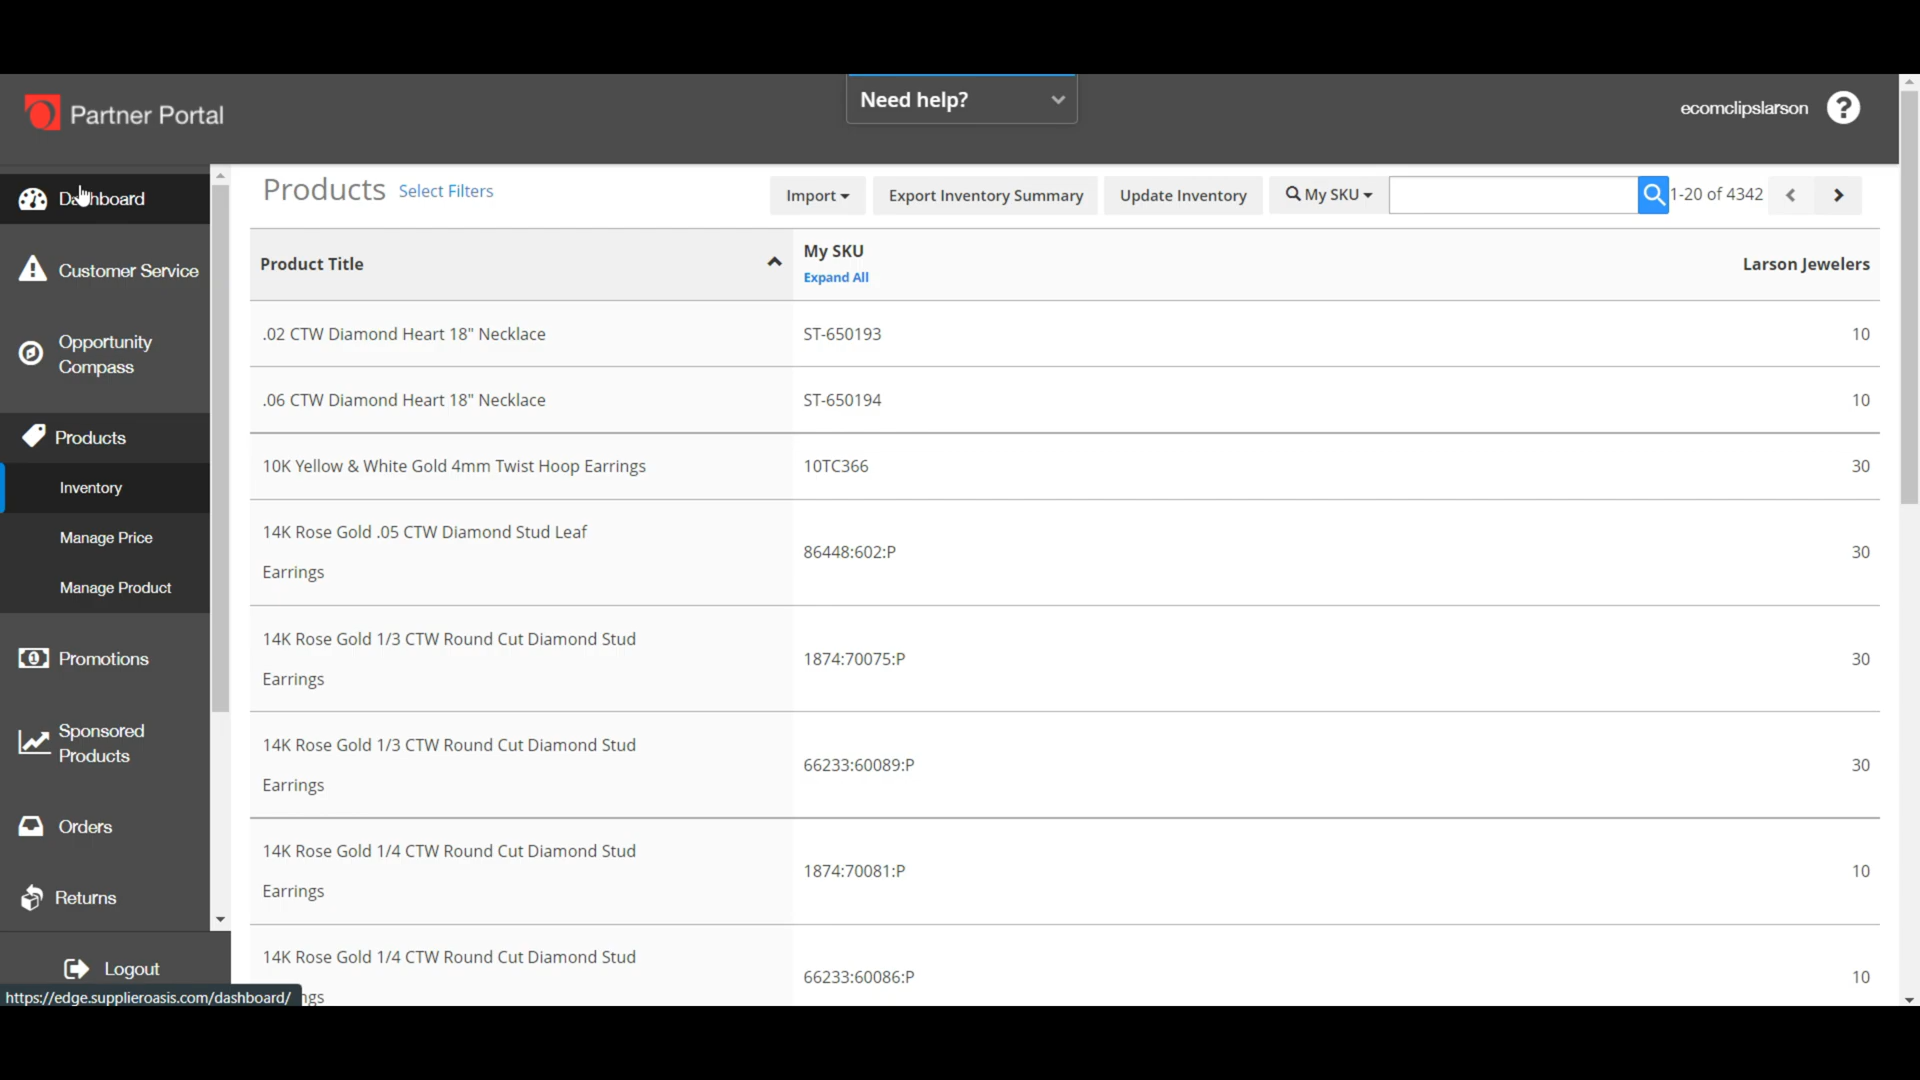 Partner Portal
Need help?
ecomclipslarson
Dashboard
Customer Service
Opportunity
Compass
Products
Inventory
Manage Price
Manage Product
Promotions
Sponsored
Products
Orders
Returns
Logout
https://edge.supplieroasis.com/dashboard/
Products Select Filters
Import
Export Inventory Summary
Update Inventory
My SKU
1-20 of 4342
Product Title
My SKU
Expand All
Larson Jewelers
.02 CTW Diamond Heart 18" Necklace
ST-650193
10
.06 CTW Diamond Heart 18" Necklace
ST-650194
10
10K Yellow & White Gold 4mm Twist Hoop Earrings
10TC366
30
14K Rose Gold .05 CTW Diamond Stud Leaf
Earrings
86448:602:P
30
14K Rose Gold 1/3 CTW Round Cut Diamond Stud
Earrings
1874:70075:P
30
14K Rose Gold 1/3 CTW Round Cut Diamond Stud
Earrings
66233:60089:P
30
14K Rose Gold 1/4 CTW Round Cut Diamond Stud
Earrings
1874:70081:P
10
14K Rose Gold 1/4 CTW Round Cut Diamond Stud
ngs
66233:60086:P
10